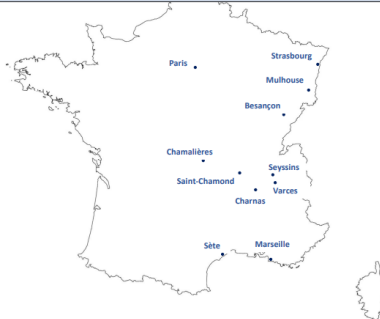 Strasbourg
Paris
Mulhouse
Besançon
Chamalières
Seyssins
Saint-Chamond
Varces
Charnas
Sète
Marseille